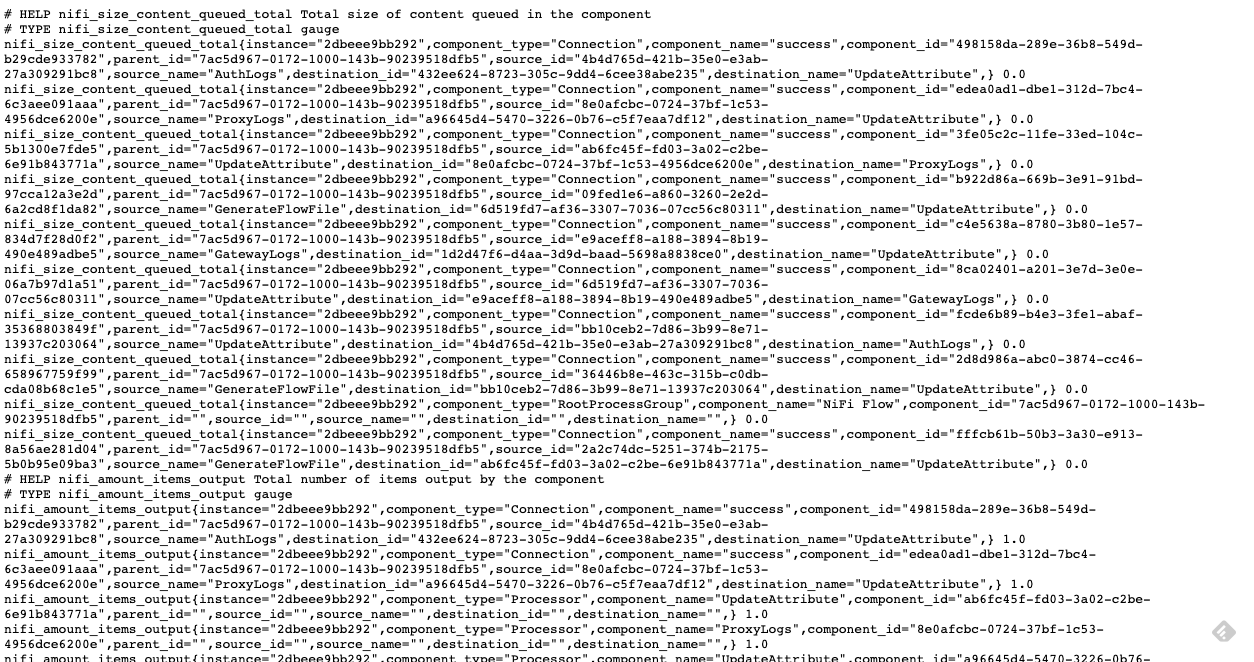 # HELP nifi_size_content_queued_total Total size of content queued in the component
# TYPE nifi_size_content_queued_total gauge
nifi_size_content_queued_total{instance="2dbeee9bb292",component_type="Connection",component_name="success",component_id="498158da-289e-36b8-549d-
b29cde933782",parent_id="7ac5d967-0172-1000-143b-90239518dfb5",source_id="4b4d765d-421b-35e0-e3ab-
27a309291bc8",source_name="AuthLogs",destination_id="432ee624-8723-305c-9dd4-6cee38abe235",destination_name="UpdateAttribute",} 0.0
nifi_size_content_queued_total{instance="2dbeee9bb292",component_type="Connection",component_name="success",component_id="edea0ad1-dbe1-312d-7bc4-
6c3aee091aaa",parent_id="7ac5d967-0172-1000-143b-90239518dfb5",source_id="8e0afcbc-0724-37bf-1c53-
4956dce6200e",source_name="ProxyLogs",destination_id="a96645d4-5470-3226-0b76-c5f7eaa7df12",destination_name="UpdateAttribute",} 0.0
nifi_size_content_queued_total{instance="2dbeee9bb292",component_type="Connection",component_name="success",component_id="3fe05c2c-11fe-33ed-104c-
5b1300e7fde5",parent_id="7ac5d967-0172-1000-143b-90239518dfb5",source_id="ab6fc45f-fd03-3a02-c2be-
6e91b843771a",source_name="UpdateAttribute",destination_id="8e0afcbc-0724-37bf-1c53-4956dce6200e",destination_name="ProxyLogs",} 0.0
nifi_size_content_queued_total{instance="2dbeee9bb292",component_type="Connection",component_name="success",component_id="b922d86a-669b-3e91-91bd-
97cca12a3e2d",parent_id="7ac5d967-0172-1000-143b-90239518dfb5",source_id="09fed1e6-a860-3260-2e2d-
6a2cd8f1da82",source_name="GenerateFlowFile",destination_id="6d519fd7-af36-3307-7036-07cc56c80311",destination_name="UpdateAttribute",} 0.0
nifi_size_content_queued_total{instance="2dbeee9bb292",component_type="Connection",component_name="success",component_id="c4e5638a-8780-3b80-1e57-
834d7f28d0f2",parent_id="7ac5d967-0172-1000-143b-90239518dfb5",source_id="e9aceff8-a188-3894-8b19-
490e489adbe5",source_name="GatewayLogs",destination_id="1d2d47f6-d4aa-3d9d-baad-5698a8838ce0",destination_name="UpdateAttribute",} 0.0
nifi_size_content_queued_total{instance="2dbeee9bb292",component_type="Connection",component_name="success",component_id="8ca02401-a201-3e7d-3e0e-
06a7b97d1a51",parent_id="7ac5d967-0172-1000-143b-90239518dfb5",source_id="6d519fd7-af36-3307-7036-
07cc56c80311",source_name="UpdateAttribute",destination_id="e9aceff8-a188-3894-8b19-490e489adbe5",destination_name="GatewayLogs",} 0.0
nifi_size_content_queued_total{instance="2dbeee9bb292",component_type="Connection",component_name="success",component_id="fcde6b89-b4e3-3fe1-abaf-
35368803849f",parent_id="7ac5d967-0172-1000-143b-90239518dfb5",source_id="bb10ceb2-7d86-3b99-8e71-
13937c203064",source_name="UpdateAttribute",destination_id="4b4d765d-421b-35e0-e3ab-27a309291bc8",destination_name="AuthLogs",} 0.0
nifi_size_content_queued_total{instance="2dbeee9bb292",component_type="Connection",component_name="success",component_id="2d8d986a-abc0-3874-cc46-
658967759f99",parent_id="7ac5d967-0172-1000-143b-90239518dfb5",source_id="36446b8e-463c-315b-c0db-
cda08b68c1e5",source_name="GenerateFlowFile",destination_id="bb10ceb2-7d86-3b99-8e71-13937c203064",destination_name="UpdateAttribute",} 0.0
nifi_size_content_queued_total{instance="2dbeee9bb292",component_type="RootProcessGroup",component_name="NiFi Flow",component_id="7ac5d967-0172-1000-143b-
90239518dfb5",parent_id="",source_id="",source_name="",destination_id="",destination_name="",} 0.0
nifi_size_content_queued_total{instance="2dbeee9bb292",component_type="Connection",component_name="success",component_id="fffcb61b-50b3-3a30-e913-
8a56ae281d04",parent_id="7ac5d967-0172-1000-143b-90239518dfb5",source_id="2a2c74dc-5251-374b-2175-
5b0b95e09ba3",source_name="GenerateFlowFile",destination_id="ab6fc45f-fd03-3a02-c2be-6e91b843771a",destination_name="UpdateAttribute",} 0.0
# HELP nifi_amount_items_output Total number of items output by the component
# TYPE nifi_amount_items_output gauge
nifi_amount_items_output{instance="2dbeee9bb292",component_type="Connection",component_name="success",component_id="498158da-289e-36b8-549d-
b29cde933782",parent_id="7ac5d967-0172-1000-143b-90239518dfb5",source_id="4b4d765d-421b-35e0-e3ab-
27a309291bc8",source_name="AuthLogs",destination_id="432ee624-8723-305c-9dd4-6cee38abe235",destination_name="UpdateAttribute",} 1.0
nifi_amount_items_output{instance="2dbeee9bb292",component_type="Connection",component_name="success",component_id="edea0ad1-dbe1-312d-7bc4-
6c3aee091aaa",parent_id="7ac5d967-0172-1000-143b-90239518dfb5",source_id="8e0afcbc-0724-37bf-1c53-
4956dce6200e",source_name="ProxyLogs",destination_id="a96645d4-5470-3226-0b76-c5f7eaa7df12",destination_name="UpdateAttribute",} 1.0
nifi_amount_items_output{instance="2dbeee9bb292",component_type="Processor",component_name="UpdateAttribute",component_id="ab6fc45f-fd03-3a02-c2be-
6e91b843771a",parent_id="",source_id="",source_name="",destination_id="",destination_name="",} 1.0
nifi_amount_items_output{instance="2dbeee9bb292",component_type="Processor",component_name="ProxyLogs",component_id="8e0afcbc-0724-37bf-1c53-
4956dce6200e",parent_id="",source_id="",source_name="",destination_id="",destination_name="",} 1.0
nifi_amount_items_output{instance="2dbeee9bb292",component_type="Processor",component_name="UpdateAttribute",component_id="a96645d4-5470-3226-0b76-